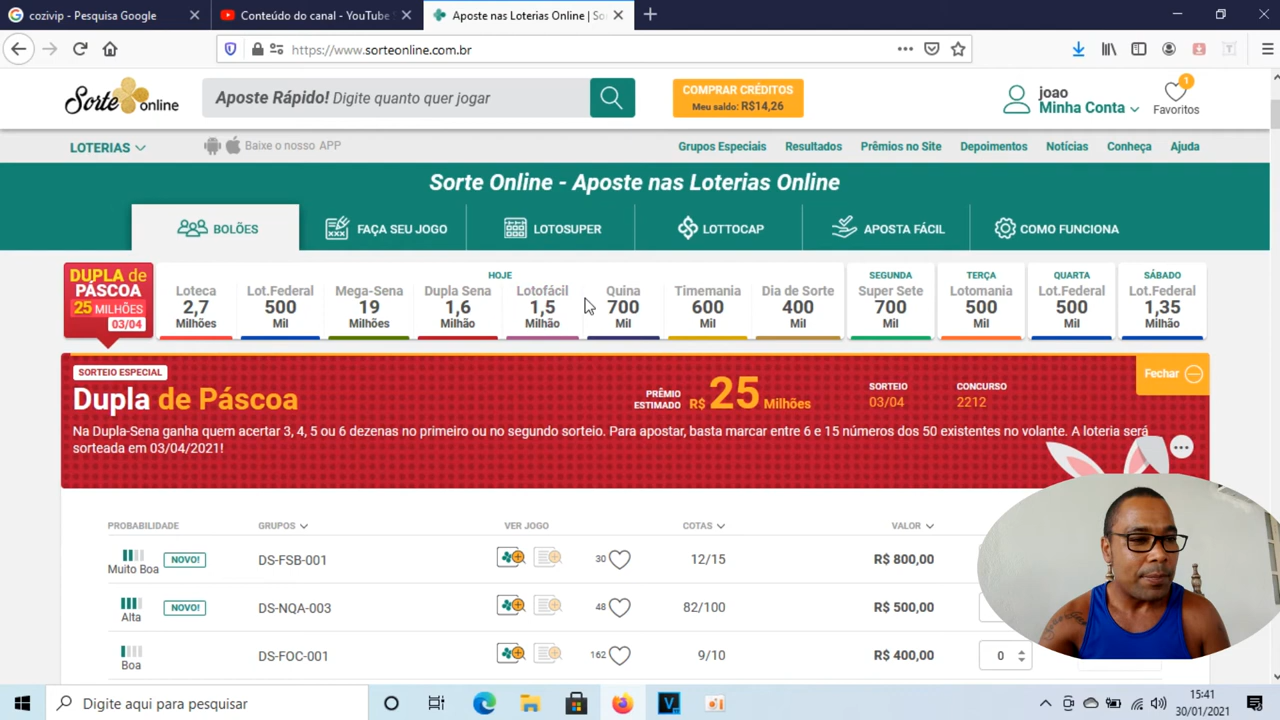 cozivip - Pesquisa Google
Conteúdo do canal - YouTube
Aposte nas Loterias Online | So
https://www.sorteonline.com.br
Sorte online
Aposte Rápido! Digite quanto quer jogar
COMPRAR CRÉDITOS
Meu saldo: R$14,26
joao
Minha Conta
1
Favoritos
LOTERIAS
Baixe o nosso APP
Grupos Especiais
Resultados
Prêmios no Site
Depoimentos
Notícias
Conheça
Ajuda
Sorte Online - Aposte nas Loterias Online
BOLÕES
FAÇA SEU JOGO
LOTOSUPER
LOTTOCAP
APOSTA FÁCIL
COMO FUNCIONA
DUPLA de
PÁSCOA
25 MILHÕES
03/04
HOJE
Loteca
2,7
Milhões
Lot.Federal
500
Mil
Mega-Sena
19
Milhões
Dupla Sena
1,6
Milhão
Lotofácil
1,5
Milhão
Quina
700
Mil
Timemania
600
Mil
Dia de Sorte
400
Mil
SEGUNDA
Super Sete
700
Mil
TERÇA
Lotomania
500
Mil
QUARTA
Lot.Federal
500
Mil
SÁBADO
Lot.Federal
1,35
Milhão
SORTEIO ESPECIAL
Dupla de Páscoa
PRÊMIO
ESTIMADO
R$ 25 Milhões
SORTEIO
03/04
CONCURSO
2212
Fechar
Na Dupla-Sena ganha quem acertar 3, 4, 5 ou 6 dezenas no primeiro ou no segundo sorteio. Para apostar, basta marcar entre 6 e 15 números dos 50 existentes no volante. A loteria será
sorteada em 03/04/2021!
PROBABILIDADE
GRUPOS
VER JOGO
COTAS
VALOR
Muito Boa
NOVO!
DS-FSB-001
30
12/15
R$ 800,00
Alta
NOVO!
DS-NQA-003
48
82/100
R$ 500,00
Boa
DS-FOC-001
162
9/10
R$ 400,00
0
Digite aqui para pesquisar
15:41
30/01/2021